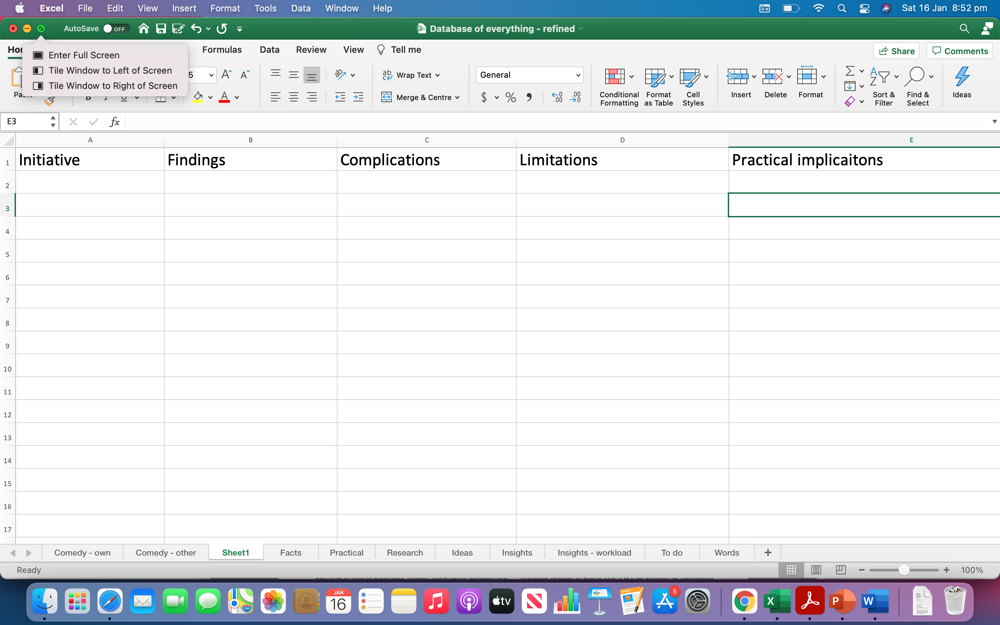 Excel File Edit View Insert Format Tools Data Window Help Sat 16 Jan 8:52 pm
AutoSave OFF Database of everything - refined
Formulas Data Review View Tell me Share Comments
Enter Full Screen
Tile Window to Left of Screen
Tile Window to Right of Screen
Wrap Text General
Merge & Centre
Conditional Formatting
Format as Table
Cell Styles
Insert Delete Format
Sort & Filter
Find & Select
Ideas
E3 fx
A B C D E
1 Initiative Findings Complications Limitations Practical implicaitons
2
3
4
5
6
7
8
9
10
11
12
13
14
15
16
17
Comedy - own Comedy - other Sheet1 Facts Practical Research Ideas Insights Insights - workload To do Words +
Ready 100%
JAN
16
280
tv
PAGES
5
X
P
W
DOCX